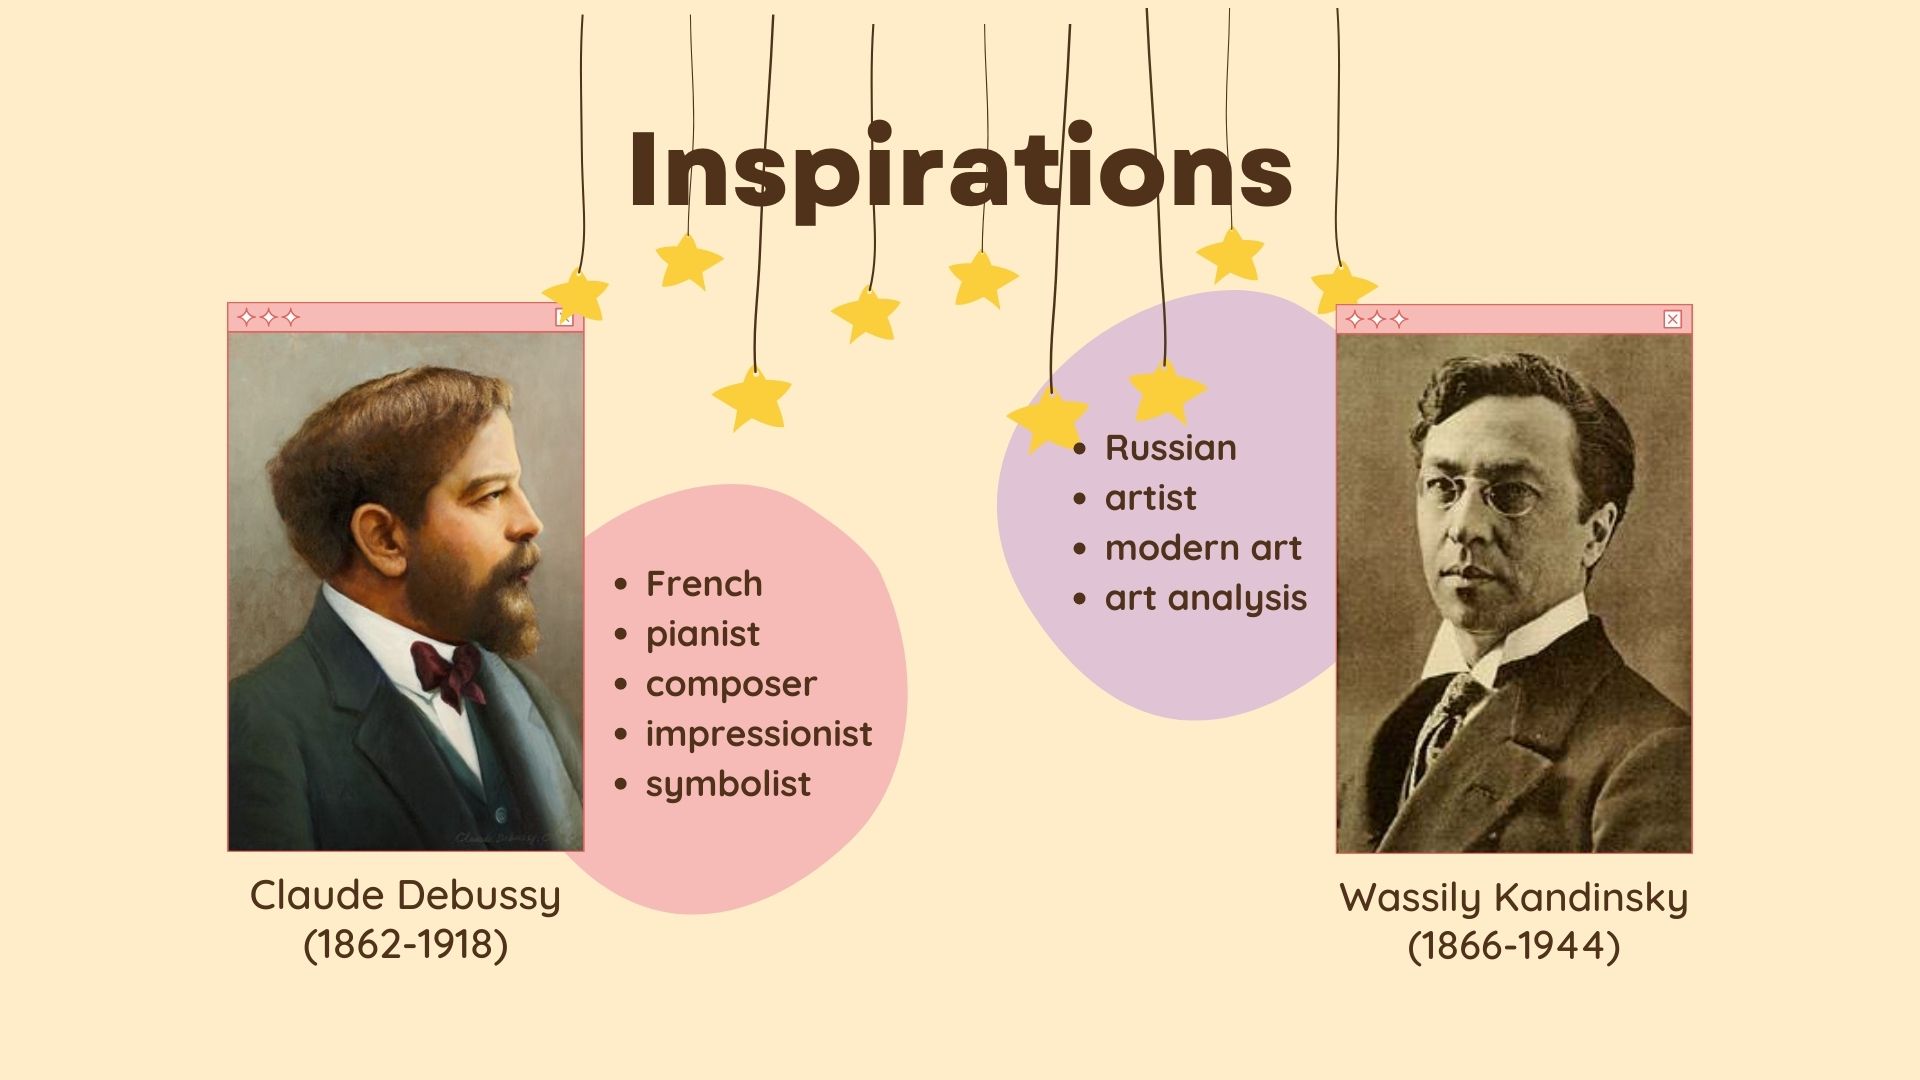 Inspirations
French
pianist
composer
impressionist
symbolist
Claude Debussy
(1862-1918)
Russian
artist
modern art
art analysis
Wassily Kandinsky
(1866-1944)